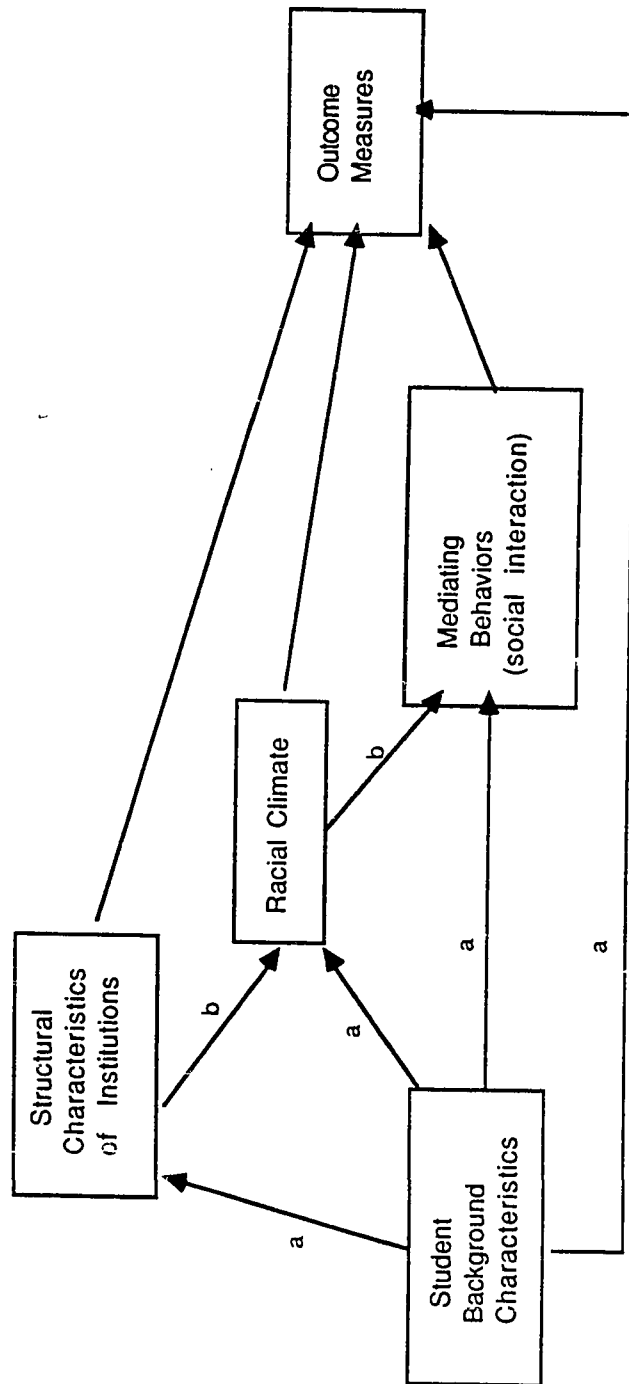 Structural
Characteristics
of Institutions
b
a
Racial Climate
a
b
Student
Background
Characteristics
a
a
Mediating
Behaviors
(social interaction)
Outcome
Measures